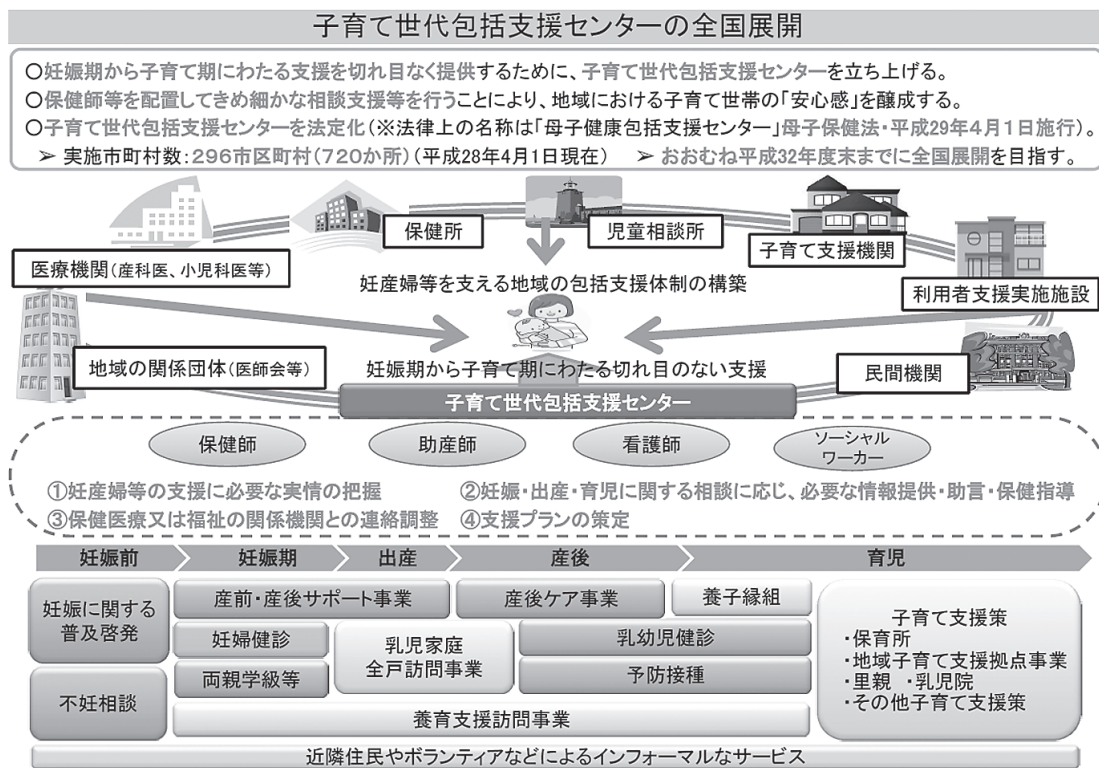 子育て世代包括支援センターの全国展開
○妊娠期から子育て期にわたる支援を切れ目なく提供するために、子育て世代包括支援センターを立ち上げる。
○保健師等を配置してきめ細かな相談支援等を行うことにより、地域における子育て世帯の「安心感」を醸成する。
○子育て世代包括支援センターを法定化（※法律上の名称は「母子健康包括支援センター」母子保健法・平成29年４月１日施行）。
➢ 実施市町村数：296市区町村（720か所）（平成28年4月1日現在） ➢ おおむね平成32年度末までに全国展開を目指す。
保健所
児童相談所
子育て支援機関
医療機関（産科医、小児科医等）
妊産婦等を支える地域の包括支援体制の構築
利用者支援実施施設
地域の関係団体（医師会等）
妊娠期から子育て期にわたる切れ目のない支援
民間機関
子育て世代包括支援センター
保健師
助産師
看護師
ソーシャル
ワーカー
①妊産婦等の支援に必要な実情の把握 ②妊娠・出産・育児に関する相談に応じ、必要な情報提供・助言・保健指導
③保健医療又は福祉の関係機関との連絡調整 ④支援プランの策定
妊娠前 妊娠期 出産 産後 育児
妊娠に関する
普及啓発
不妊相談
産前・産後サポート事業
産後ケア事業
養子縁組
妊婦健診
乳児家庭
全戸訪問事業
乳幼児健診
両親学級等
予防接種
養育支援訪問事業
子育て支援策
・保育所
・地域子育て支援拠点事業
・里親 ・乳児院
・その他子育て支援策
近隣住民やボランティアなどによるインフォーマルなサービス